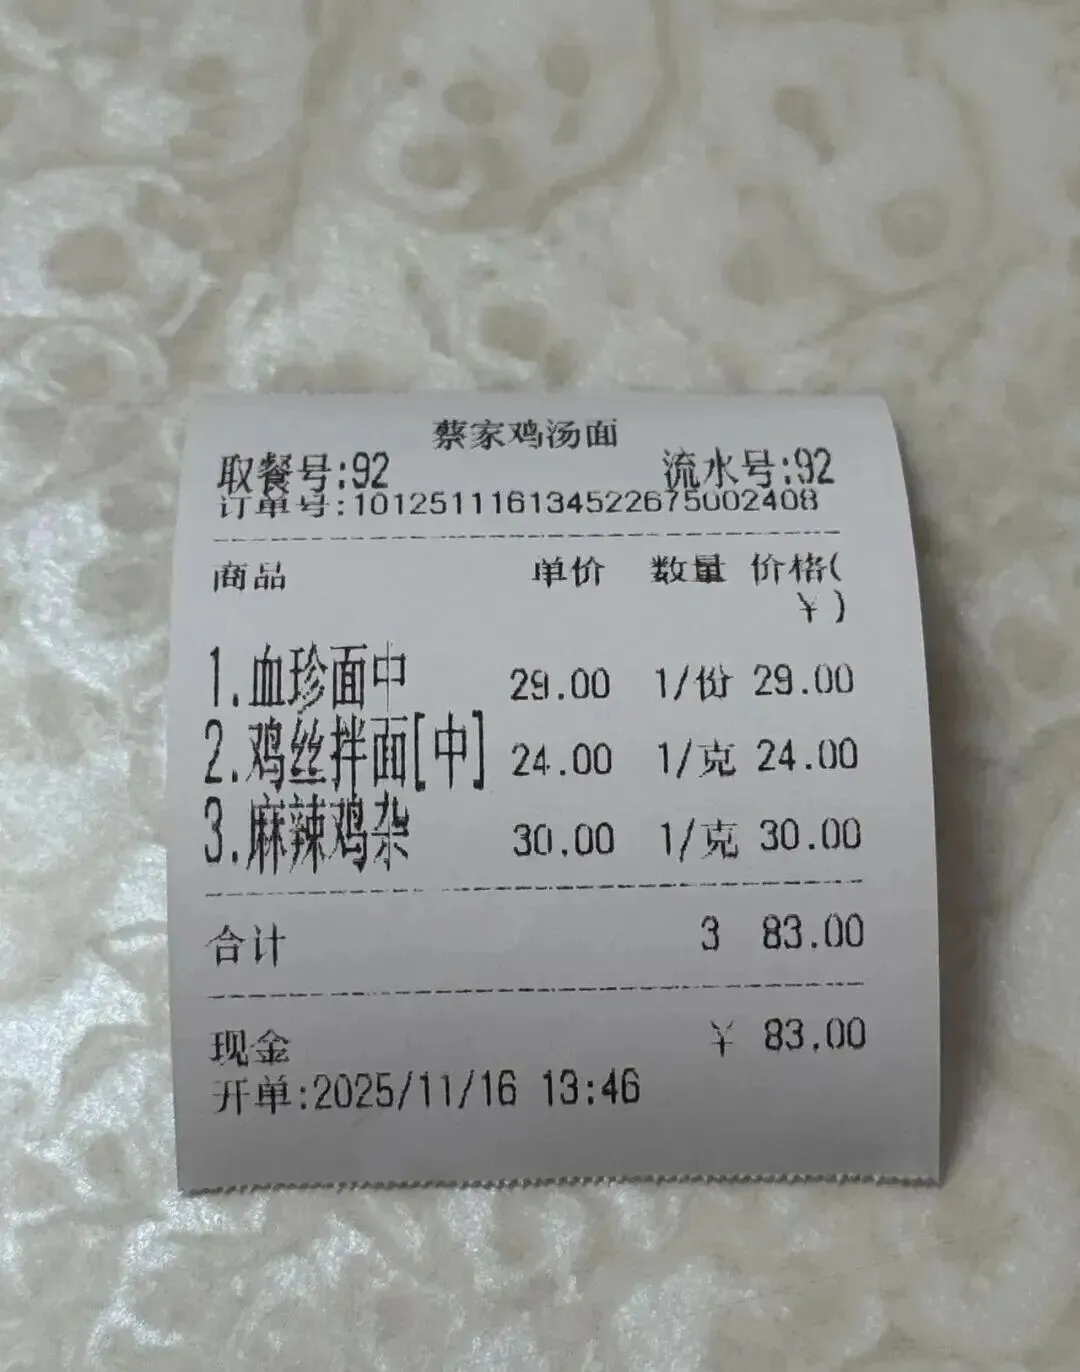 蔡家鸡汤面
取餐号:92 流水号:92
订单号:101251116134522675002408
商品 单价 数量 价格(
¥)
1.血珍面中 29.00 1/份 29.00
2.鸡丝拌面[中] 24.00 1/克 24.00
3.麻辣鸡杂 30.00 1/克 30.00
合计 3 83.00
现金 ¥ 83.00
开单:2025/11/16 13:46